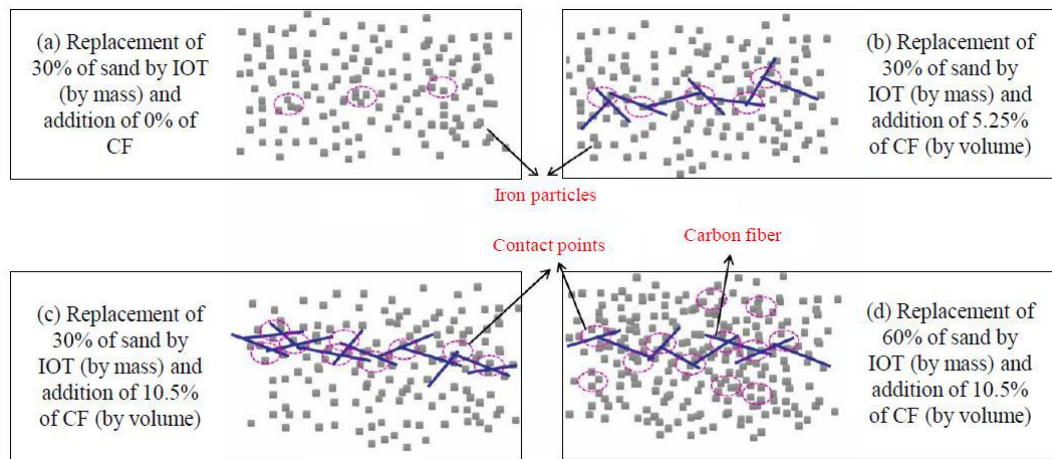 (a) Replacement of
30% of sand by IOT
(by mass) and
addition of 0% of
CF
(b) Replacement of
30% of sand by
IOT (by mass) and
addition of 5.25%
of CF (by volume)
Iron particles
Contact points
Carbon fiber
(c) Replacement of
30% of sand by
IOT (by mass) and
addition of 10.5%
of CF (by volume)
(d) Replacement of
60% of sand by
IOT (by mass) and
addition of 10.5%
of CF (by volume)